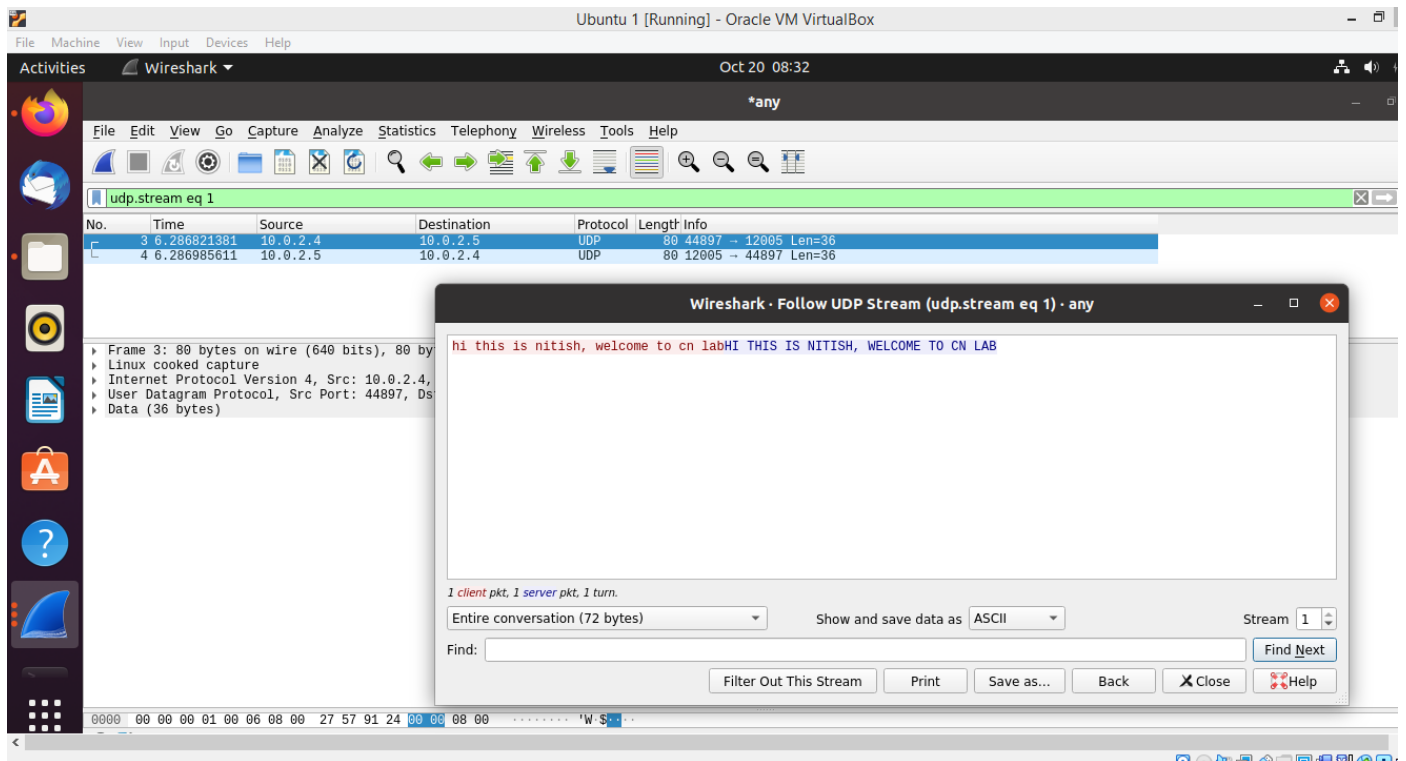 Ubuntu 1 [Running] - Oracle VM VirtualBox
File Machine View Input Devices Help
Activities Wireshark Oct 20 08:32
*any
File Edit View Go Capture Analyze Statistics Telephony Wireless Tools Help
udp.stream eq 1
No. Time Source Destination Protocol Length Info
3 6.286821381 10.0.2.4 10.0.2.5 UDP 80 44897 → 12005 Len=36
4 6.286985611 10.0.2.5 10.0.2.4 UDP 80 12005 → 44897 Len=36
Wireshark · Follow UDP Stream (udp.stream eq 1) · any
hi this is nitish, welcome to cn labHI THIS IS NITISH, WELCOME TO CN LAB
Frame 3: 80 bytes on wire (640 bits), 80 by
Linux cooked capture
Internet Protocol Version 4, Src: 10.0.2.4,
User Datagram Protocol, Src Port: 44897, Ds
Data (36 bytes)
1 client pkt, 1 server pkt, 1 turn.
Entire conversation (72 bytes) Show and save data as ASCII Stream 1
Find: Find Next
Filter Out This Stream Print Save as... Back Close Help
0000 00 00 00 01 00 06 08 00 27 57 91 24 00 00 08 00 ········ 'W·$····